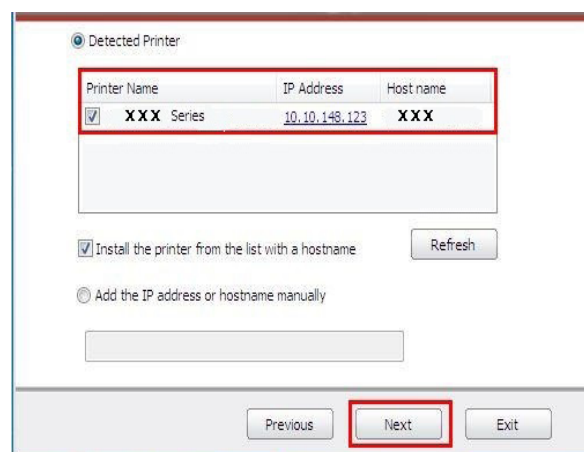 Detected Printer
Printer Name IP Address Host name
XXX Series 10.10.148.123 XXX
Install the printer from the list with a hostname Refresh
Add the IP address or hostname manually
Previous Next Exit